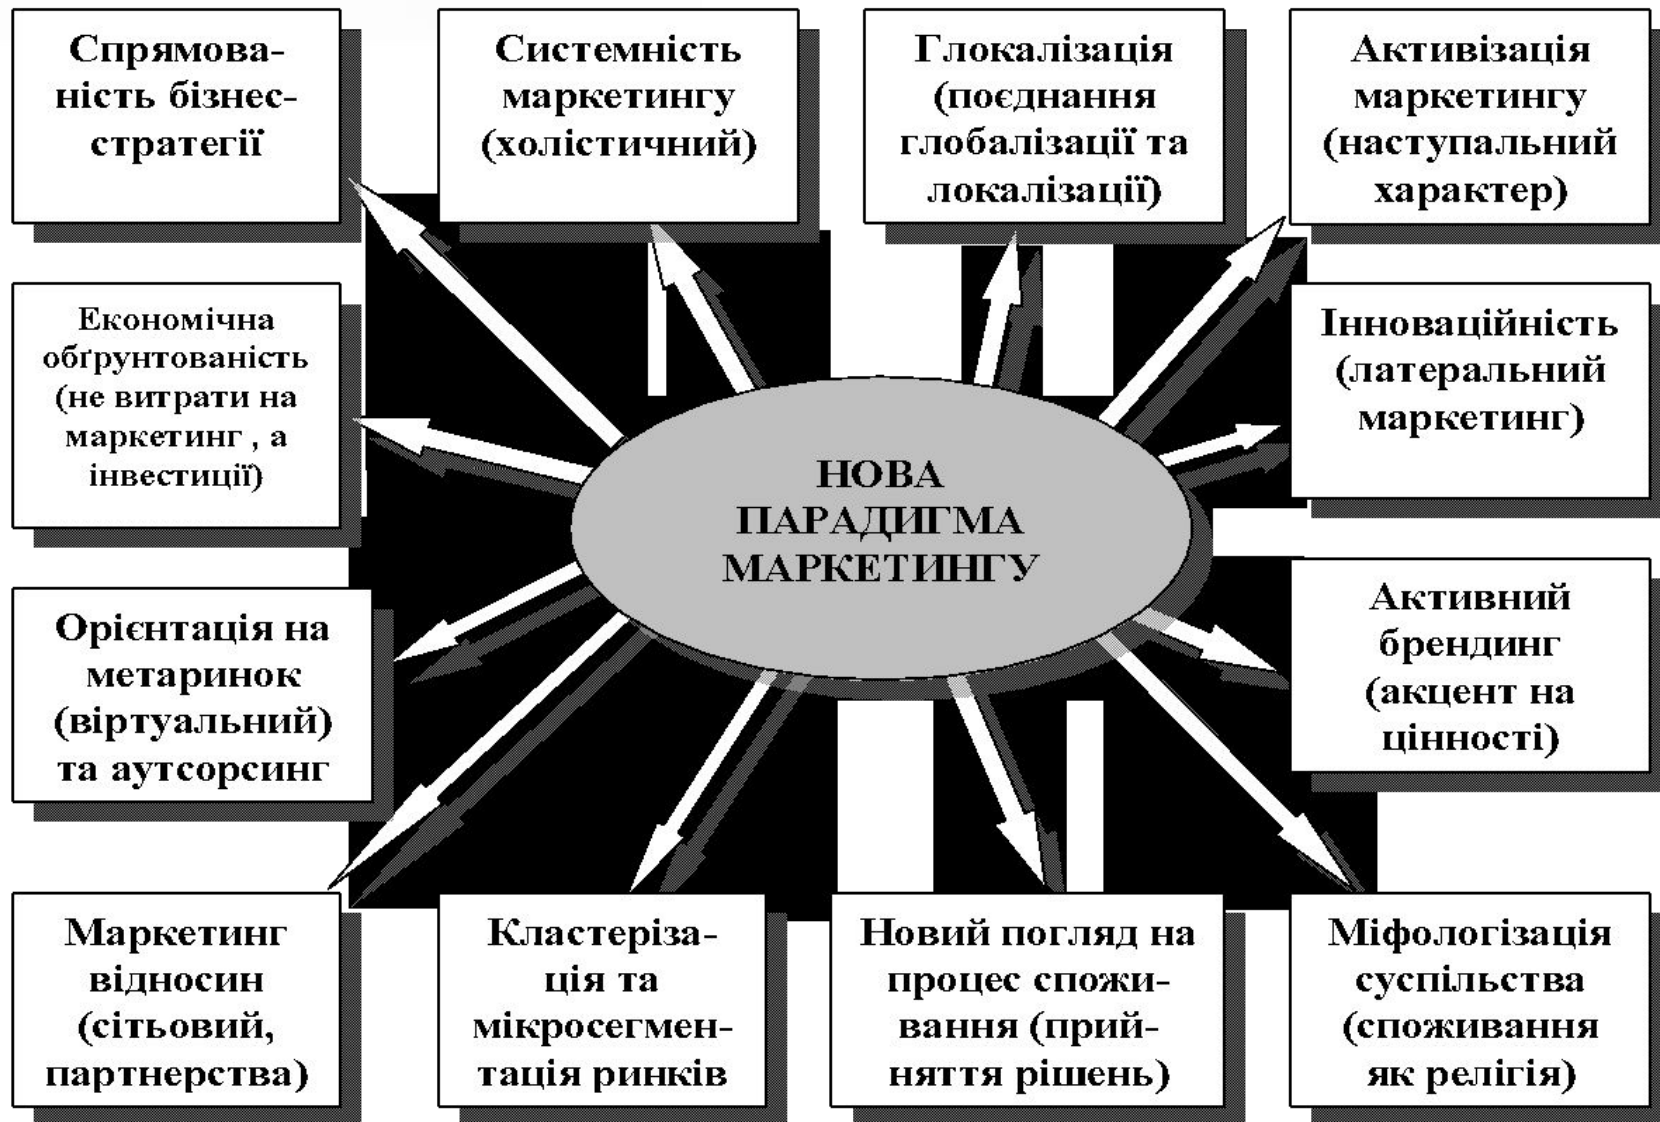 Спрямова-
ність бізнес-
стратегії
Системність
маркетингу
(холістичний)
Глокалізація
(поєднання
глобалізації та
локалізації)
Активізація
маркетингу
(наступальний
характер)
Економічна
обґрунтованість
(не витрати на
маркетинг , а
інвестиції)
Інноваційність
(латеральний
маркетинг)
НОВА
ПАРАДИГМА
МАРКЕТИНГУ
Орієнтація на
метаринок
(віртуальний)
та аутсорсинг
Активний
брендинг
(акцент на
цінності)
Маркетинг
відносин
(сітьовий,
партнерства)
Кластеріза-
ція та
мікросегмен-
тація ринків
Новий погляд на
процес спожи-
вання (прий-
няття рішень)
Міфологізація
суспільства
(споживання
як релігія)